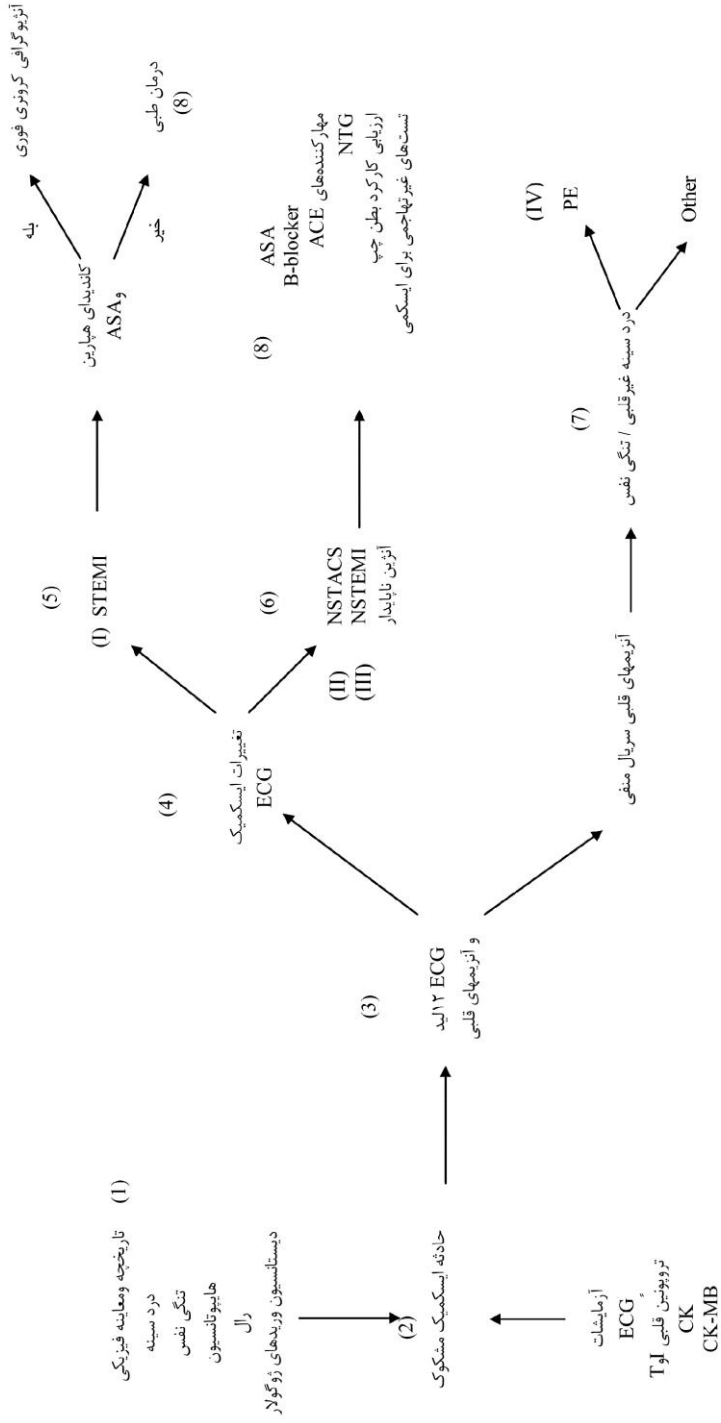 تاریخچه ومعاینه فیزیکی (1)
درد سینه
تنگی نفس
هایپوتانسیون
رال
دیستانسیون وریدهای ژوگولار
(2)
حادثه ایسکمیک مشکوک
آزمایشات
ECG
تروپونین قلبی IوT
CK
CK-MB
(3)
ECG ۱۲لید
و آنزیمهای قلبی
(4)
تغییرات ایسکمیک
ECG
(5)
(I) STEMI
کاندیدای هپارین
وASA
بله
آنژیوگرافی کرونری فوری
خیر
درمان طبی
(8)
(6)
(II) NSTACS
(III) NSTEMI
آنژین ناپایدار
(8)
ASA
B-blocker
مهارکننده‌های ACE
NTG
ارزیابی کارکرد بطن چپ
تست‌های غیرتهاجمی برای ایسکمی
آنزیمهای قلبی سریال منفی
(7)
درد سینه غیرقلبی / تنگی نفس
(IV)
PE
Other